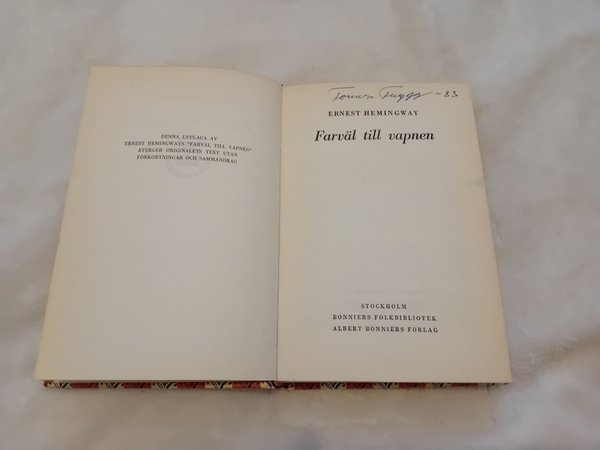 DENNA UPPLAGA AV
ERNEST HEMINGWAYS "FARVÄL TILL VAPNEN"
ÅTERGER ORIGINALETS TEXT UTAN
FÖRKORTNINGAR OCH SAMMANDRAG
-83
ERNEST HEMINGWAY
Farväl till vapnen
STOCKHOLM
BONNIERS FOLKBIBLIOTEK
ALBERT BONNIERS FÖRLAG